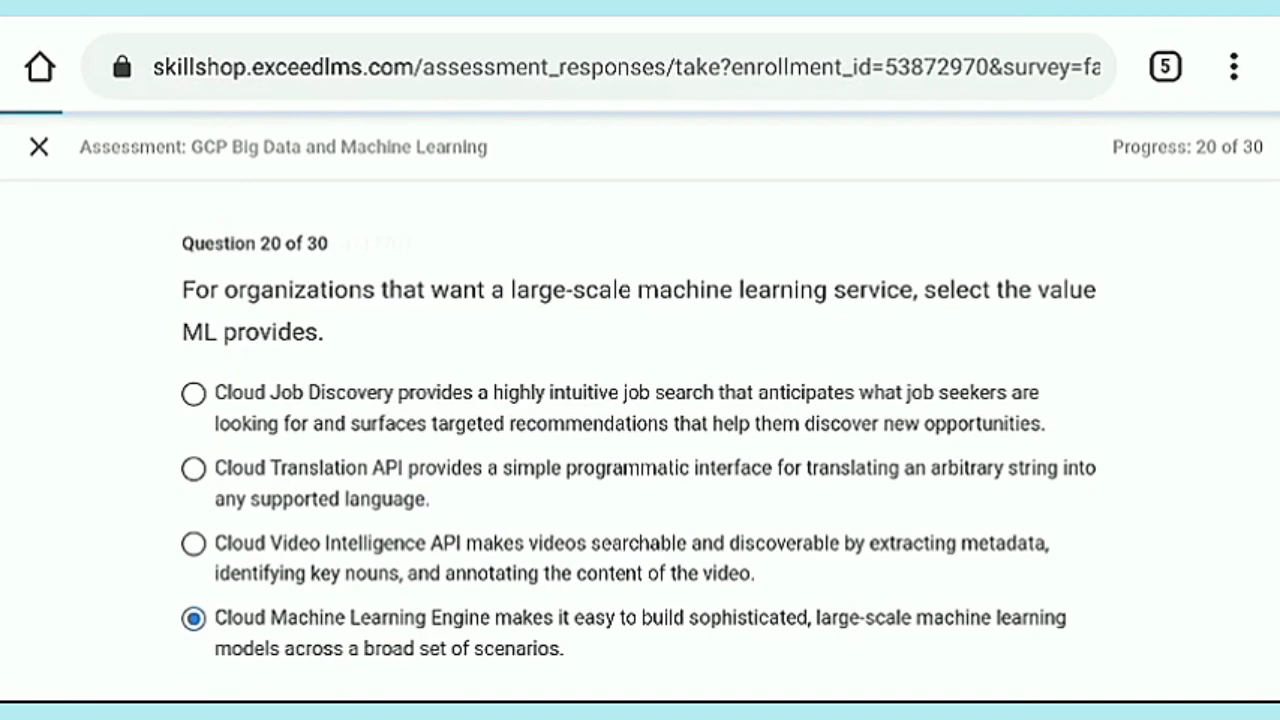 skillshop.exceedlms.com/assessment_responses/take?enrollment_id=53872970&survey=fa
5
Assessment: GCP Big Data and Machine Learning
Progress: 20 of 30
Question 20 of 30
For organizations that want a large-scale machine learning service, select the value
ML provides.
Cloud Job Discovery provides a highly intuitive job search that anticipates what job seekers are
looking for and surfaces targeted recommendations that help them discover new opportunities.
Cloud Translation API provides a simple programmatic interface for translating an arbitrary string into
any supported language.
Cloud Video Intelligence API makes videos searchable and discoverable by extracting metadata,
identifying key nouns, and annotating the content of the video.
Cloud Machine Learning Engine makes it easy to build sophisticated, large-scale machine learning
models across a broad set of scenarios.